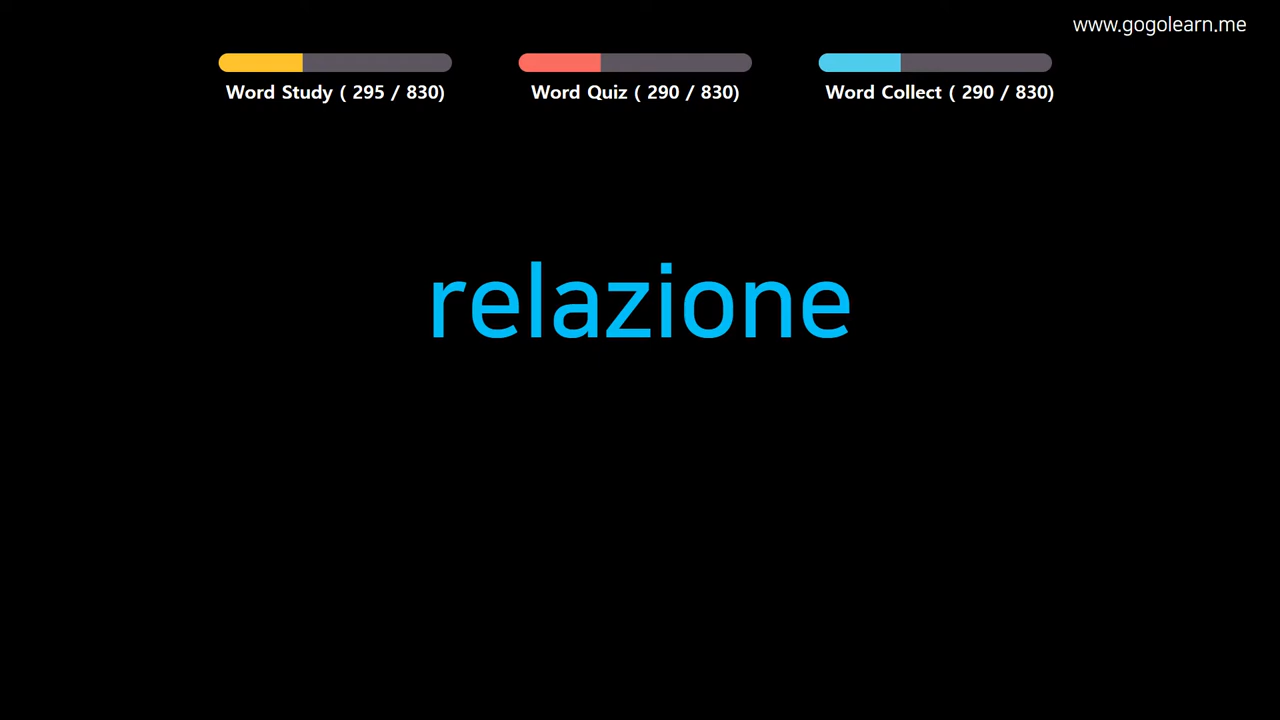 www.gogolearn.me
Word Study ( 295 / 830)
Word Quiz ( 290 / 830)
Word Collect ( 290 / 830)
relazione